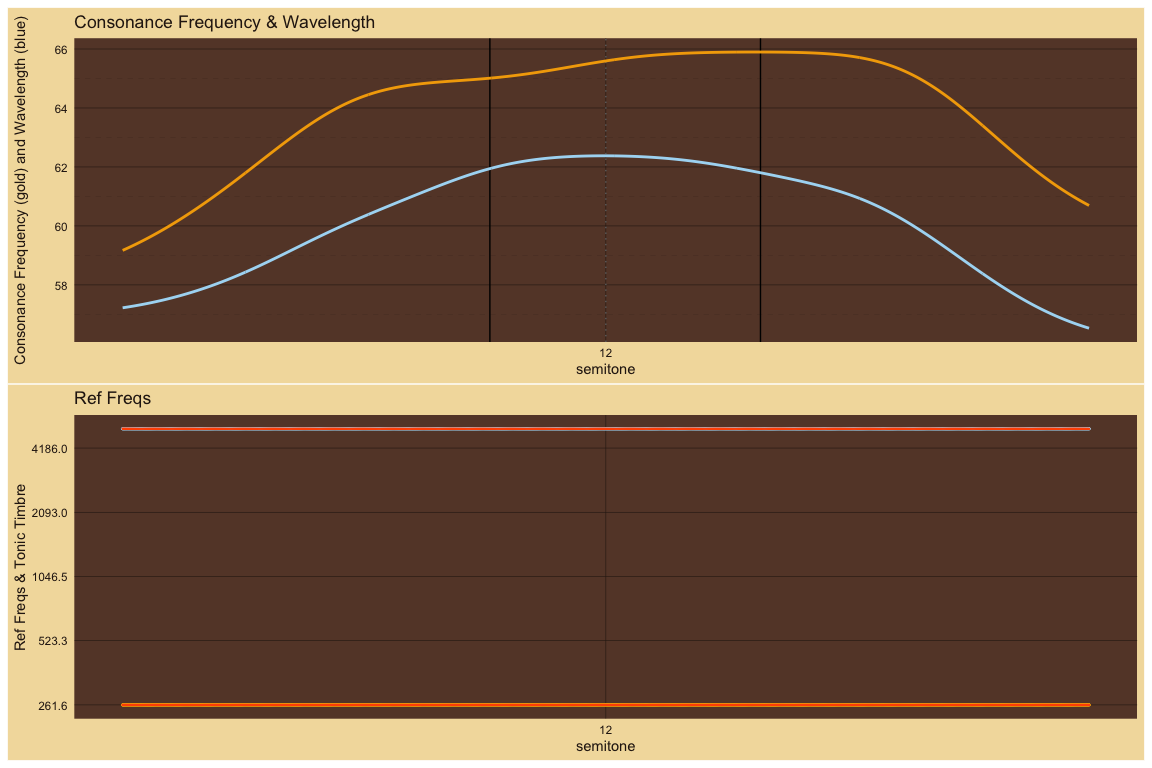 Consonance Frequency & Wavelength
Consonance Frequency (gold) and Wavelength (blue)
66
64
62
60
58
12
semitone
Ref Freqs
Ref Freqs & Tonic Timbre
4186.0
2093.0
1046.5
523.3
261.6
12
semitone